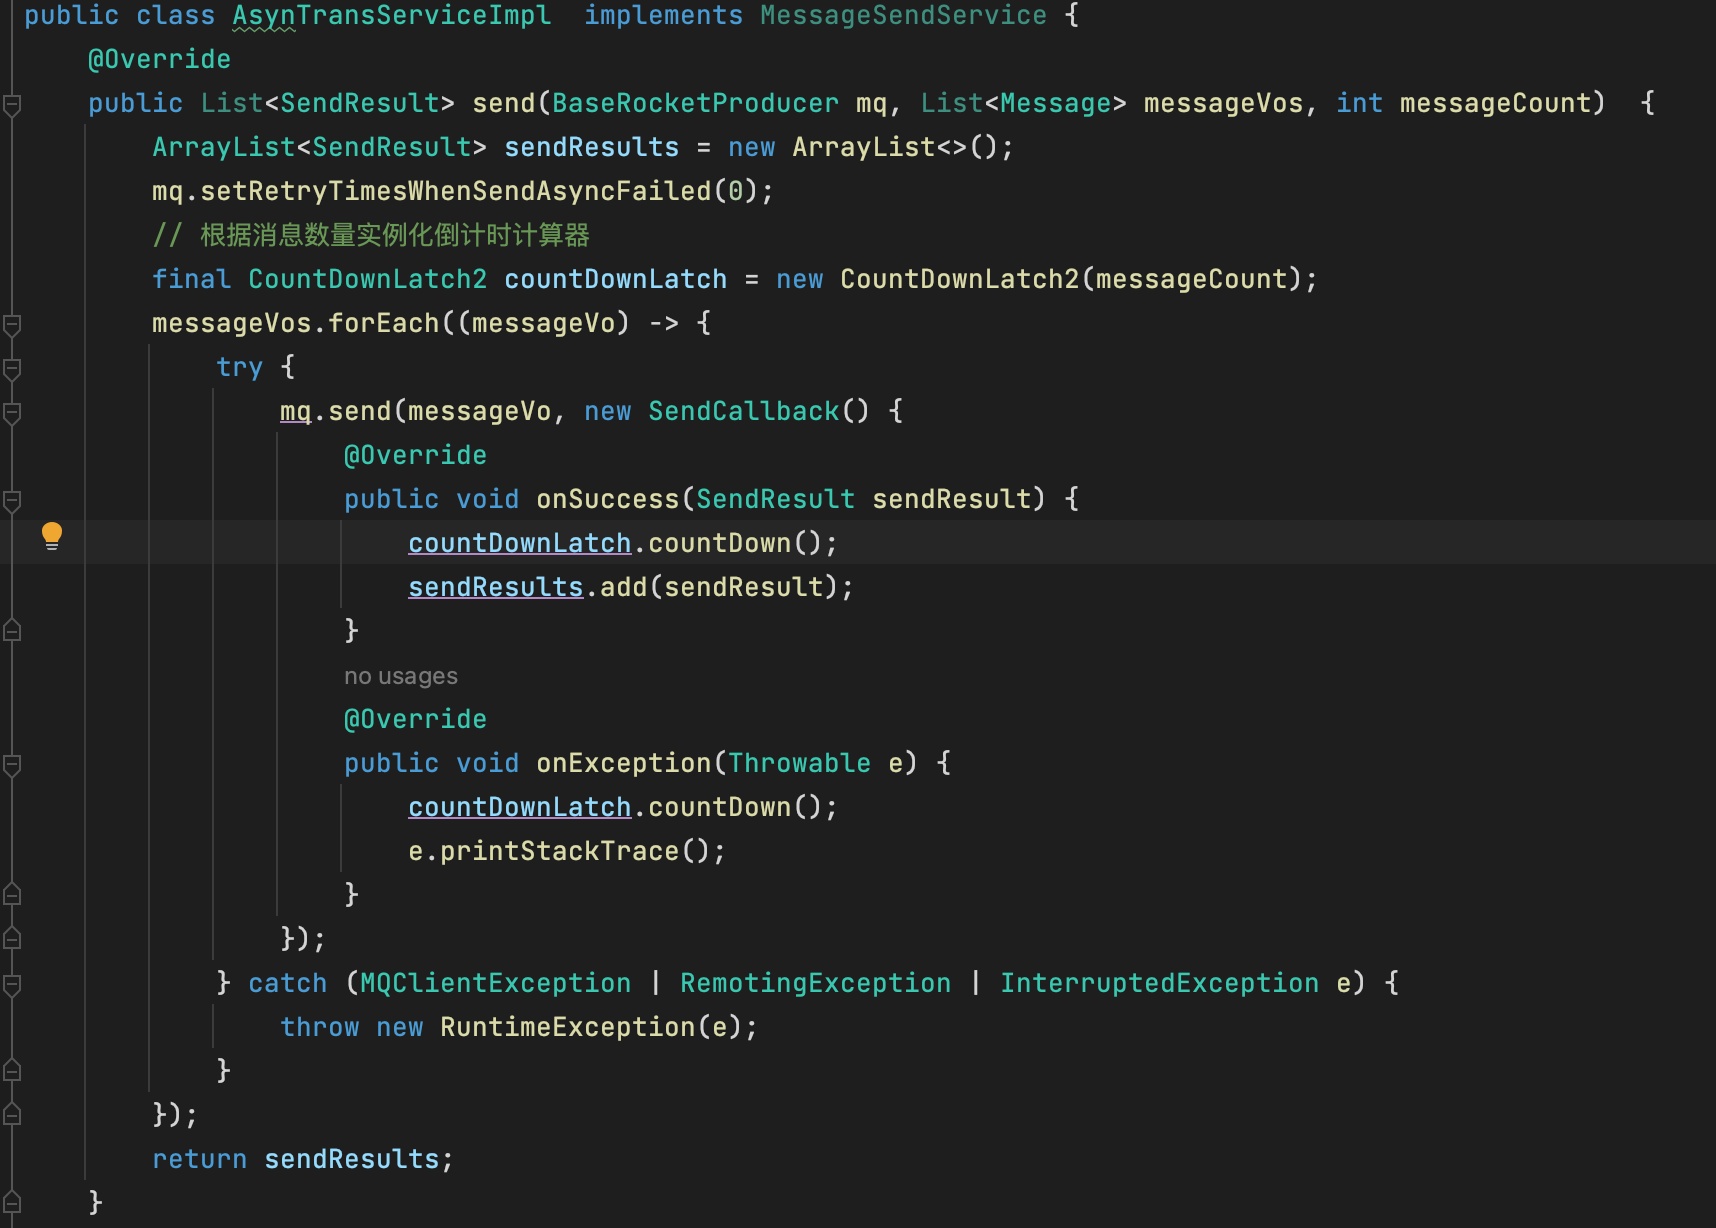 public class AsynTransServiceImpl  implements MessageSendService {
    @Override
    public List<SendResult> send(BaseRocketProducer mq, List<Message> messageVos, int messageCount)  {
        ArrayList<SendResult> sendResults = new ArrayList<>();
        mq.setRetryTimesWhenSendAsyncFailed(0);
        // 根据消息数量实例化倒计时计算器
        final CountDownLatch2 countDownLatch = new CountDownLatch2(messageCount);
        messageVos.forEach((messageVo) -> {
            try {
                mq.send(messageVo, new SendCallback() {
                    @Override
                    public void onSuccess(SendResult sendResult) {
                        countDownLatch.countDown();
                        sendResults.add(sendResult);
                    }
                    no usages
                    @Override
                    public void onException(Throwable e) {
                        countDownLatch.countDown();
                        e.printStackTrace();
                    }
                });
            } catch (MQClientException | RemotingException | InterruptedException e) {
                throw new RuntimeException(e);
            }
        });
        return sendResults;
    }